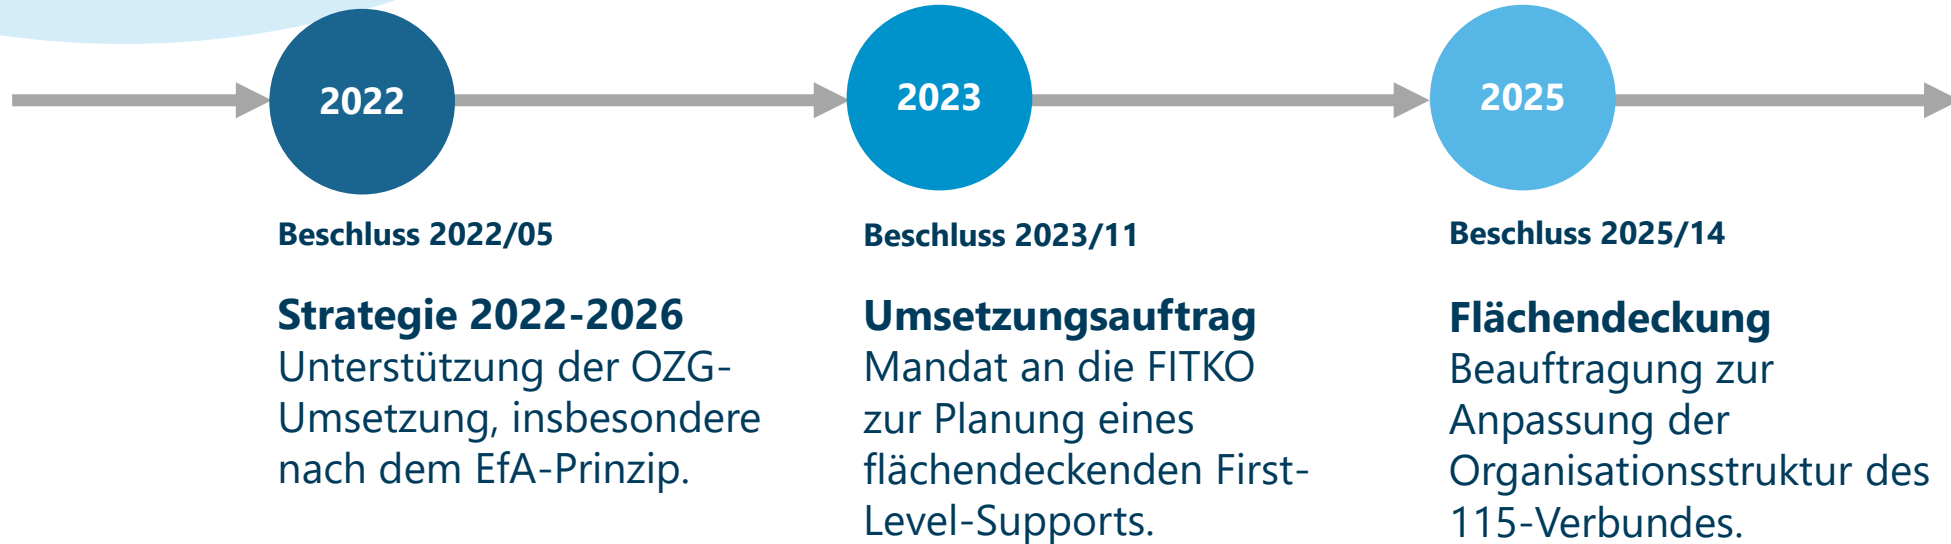 2022
2023
2025
Beschluss 2022/05
Strategie 2022-2026
Unterstützung der OZG-
Umsetzung, insbesondere
nach dem EfA-Prinzip.
Beschluss 2023/11
Umsetzungsauftrag
Mandat an die FITKO
zur Planung eines
flächendeckenden First-
Level-Supports.
Beschluss 2025/14
Flächendeckung
Beauftragung zur
Anpassung der
Organisationsstruktur des
115-Verbundes.